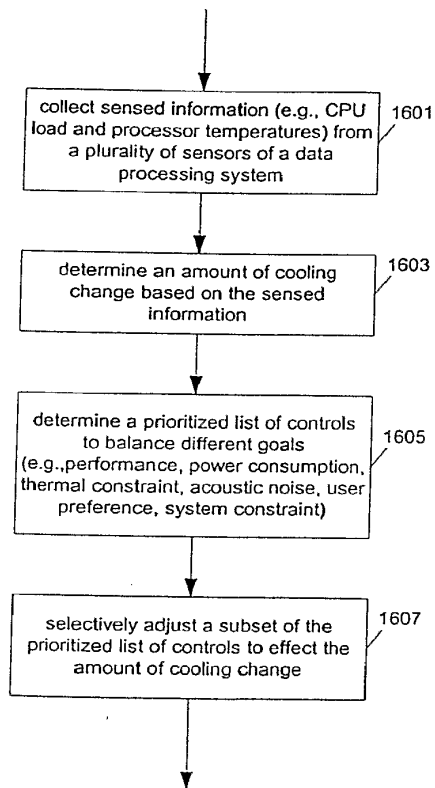 collect sensed information (e.g., CPU
load and processor temperatures) from
a plurality of sensors of a data
processing system
1601
determine an amount of cooling
change based on the sensed
information
1603
determine a prioritized list of controls
to balance different goals
(e.g.,performance, power consumption,
thermal constraint, acoustic noise, user
preference, system constraint)
1605
selectively adjust a subset of the
prioritized list of controls to effect the
amount of cooling change
1607